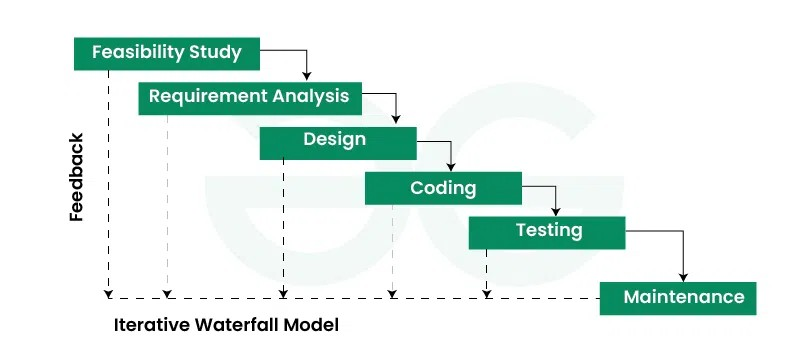 Feasibility Study
Requirement Analysis
Design
Coding
Testing
Maintenance
Feedback
Iterative Waterfall Model